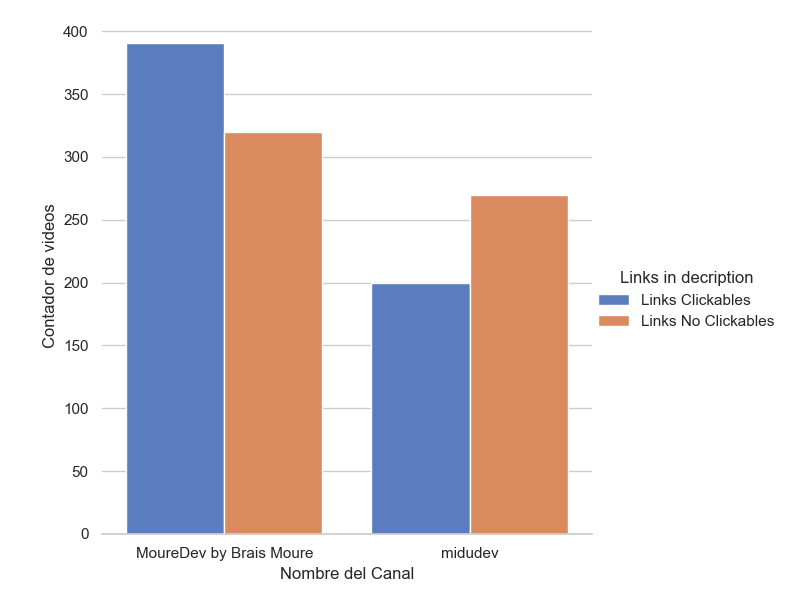 400
350
300
250
200
150
100
50
0
Contador de videos
MoureDev by Brais Moure
midudev
Nombre del Canal
Links in decription
Links Clickables
Links No Clickables